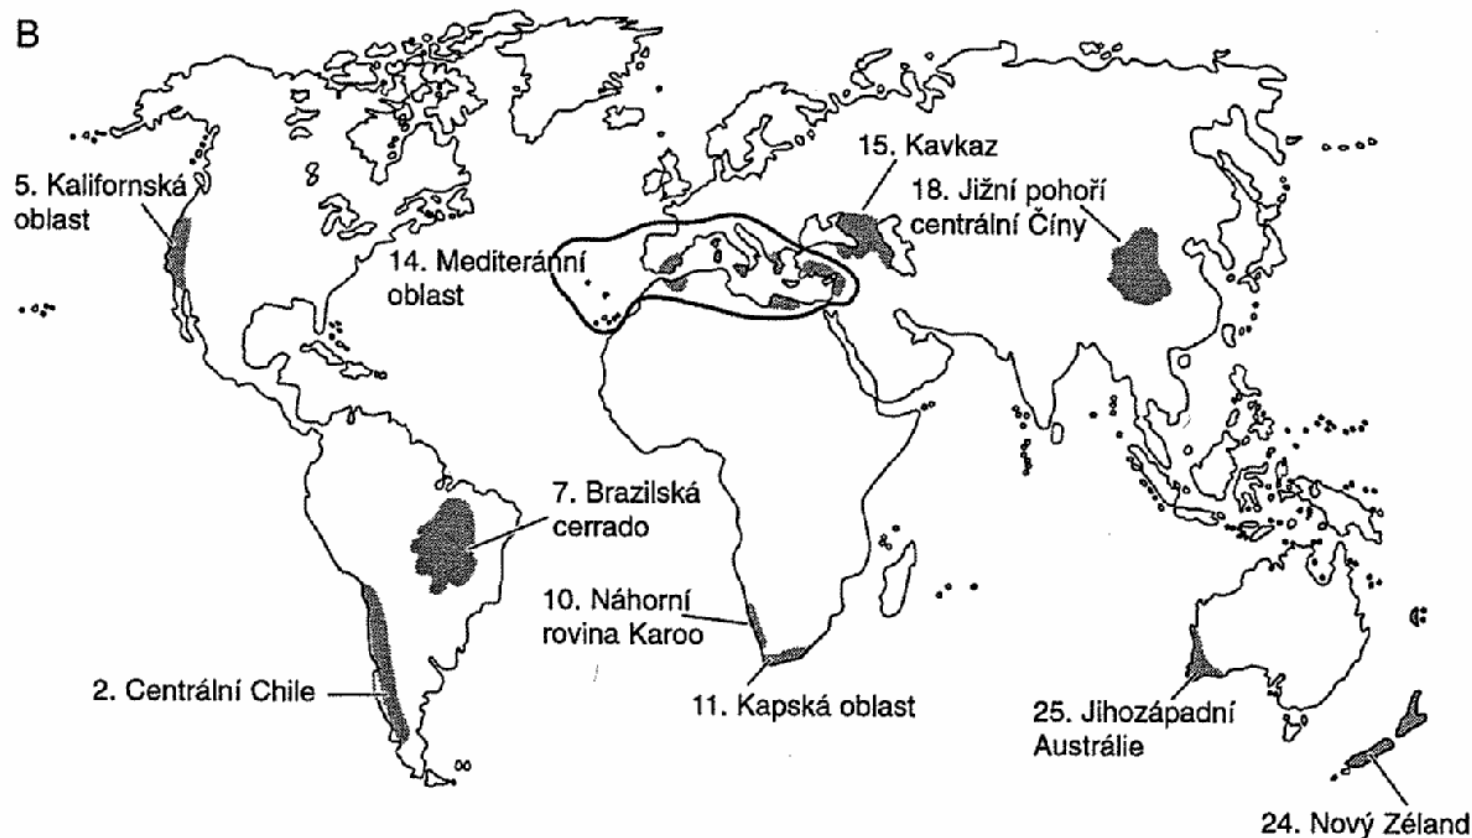 B
15. Kavkaz
5. Kalifornská
oblast
18. Jižní pohoří
centrální Číny
14. Mediteránní
oblast
7. Brazilská
cerrado
10. Náhorní
rovina Karoo
2. Centrální Chile
11. Kapská oblast
25. Jihozápadní
Austrálie
24. Nový Zéland